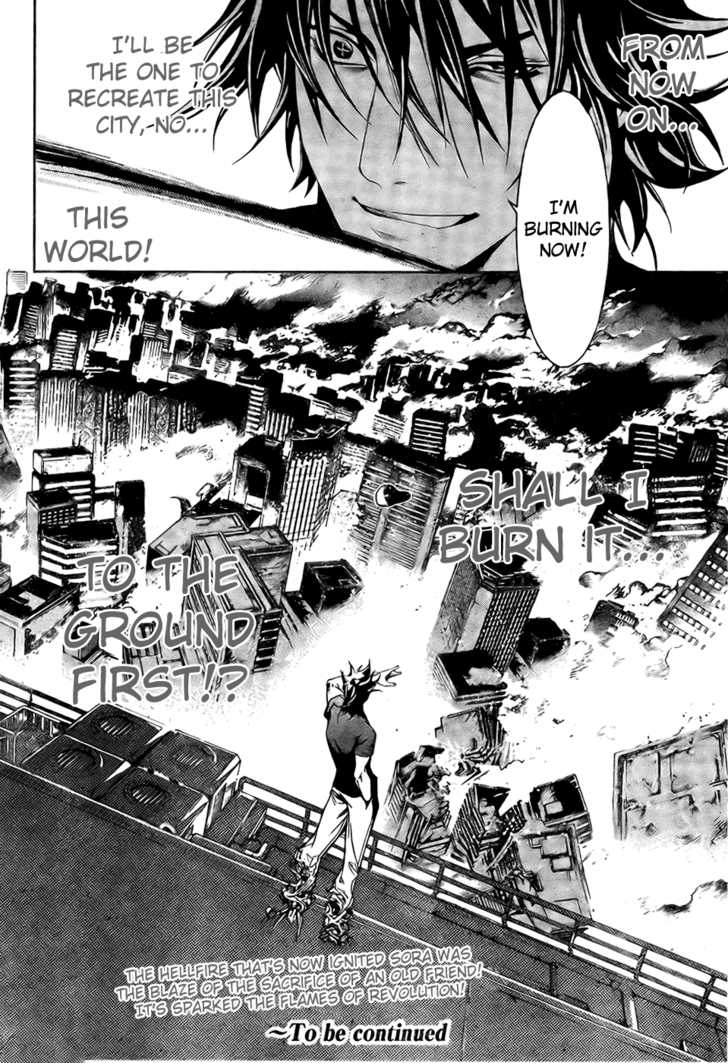 FROM
NOW
ON...
I'LL BE
THE ONE TO
RECREATE THIS
CITY, NO...
THIS
WORLD!
I'M
BURNING
NOW!
SHALL I
BURN IT...
TO THE
GROUND
FIRST!?
THE HELLFIRE THAT'S NOW IGNITED SORA WAS
THE BLAZE OF THE SACRIFICE OF AN OLD FRIEND!
IT'S SPARKED THE FLAMES OF REVOLUTION!
~To be continued